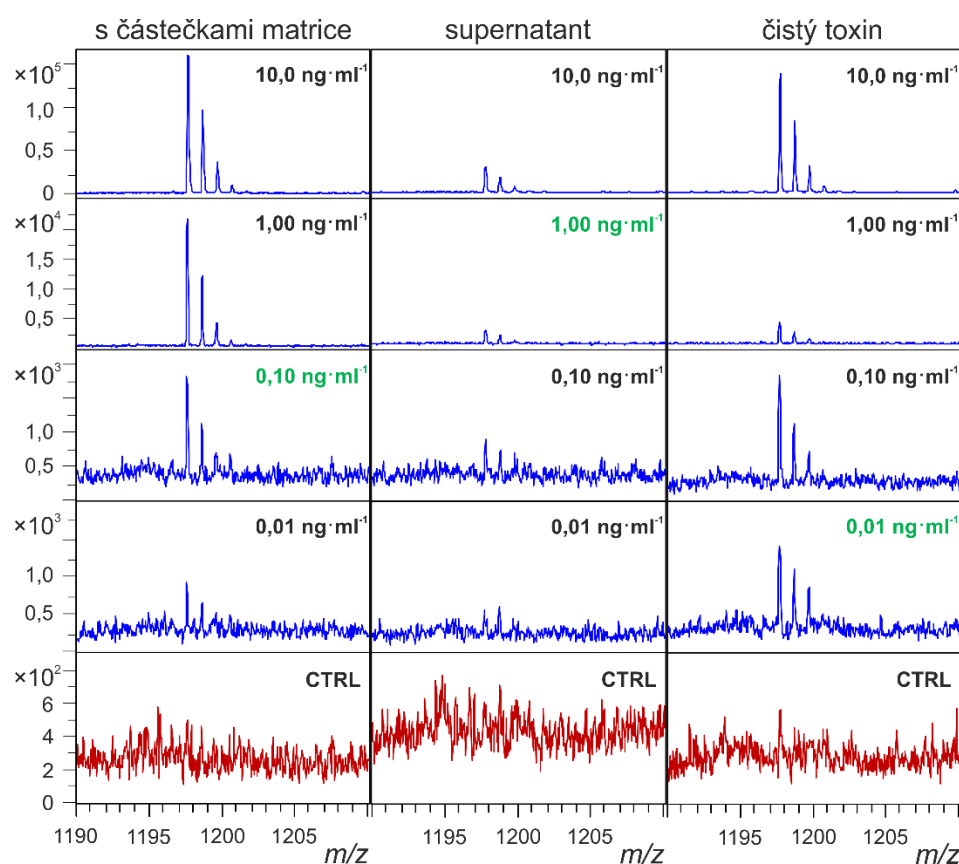 s částečkami matrice supernatant čistý toxin
×10⁵ 10,0 ng·ml⁻¹ 10,0 ng·ml⁻¹ 10,0 ng·ml⁻¹
1,0
0,5
0
×10⁴ 1,00 ng·ml⁻¹ 1,00 ng·ml⁻¹ 1,00 ng·ml⁻¹
1,5
1,0
0,5
×10³ 0,10 ng·ml⁻¹ 0,10 ng·ml⁻¹ 0,10 ng·ml⁻¹
1,0
0,5
×10³ 0,01 ng·ml⁻¹ 0,01 ng·ml⁻¹ 0,01 ng·ml⁻¹
1,0
0,5
×10² CTRL CTRL CTRL
6
4
2
0
1190 1195 1200 1205 1195 1200 1205 1195 1200 1205
m/z m/z m/z